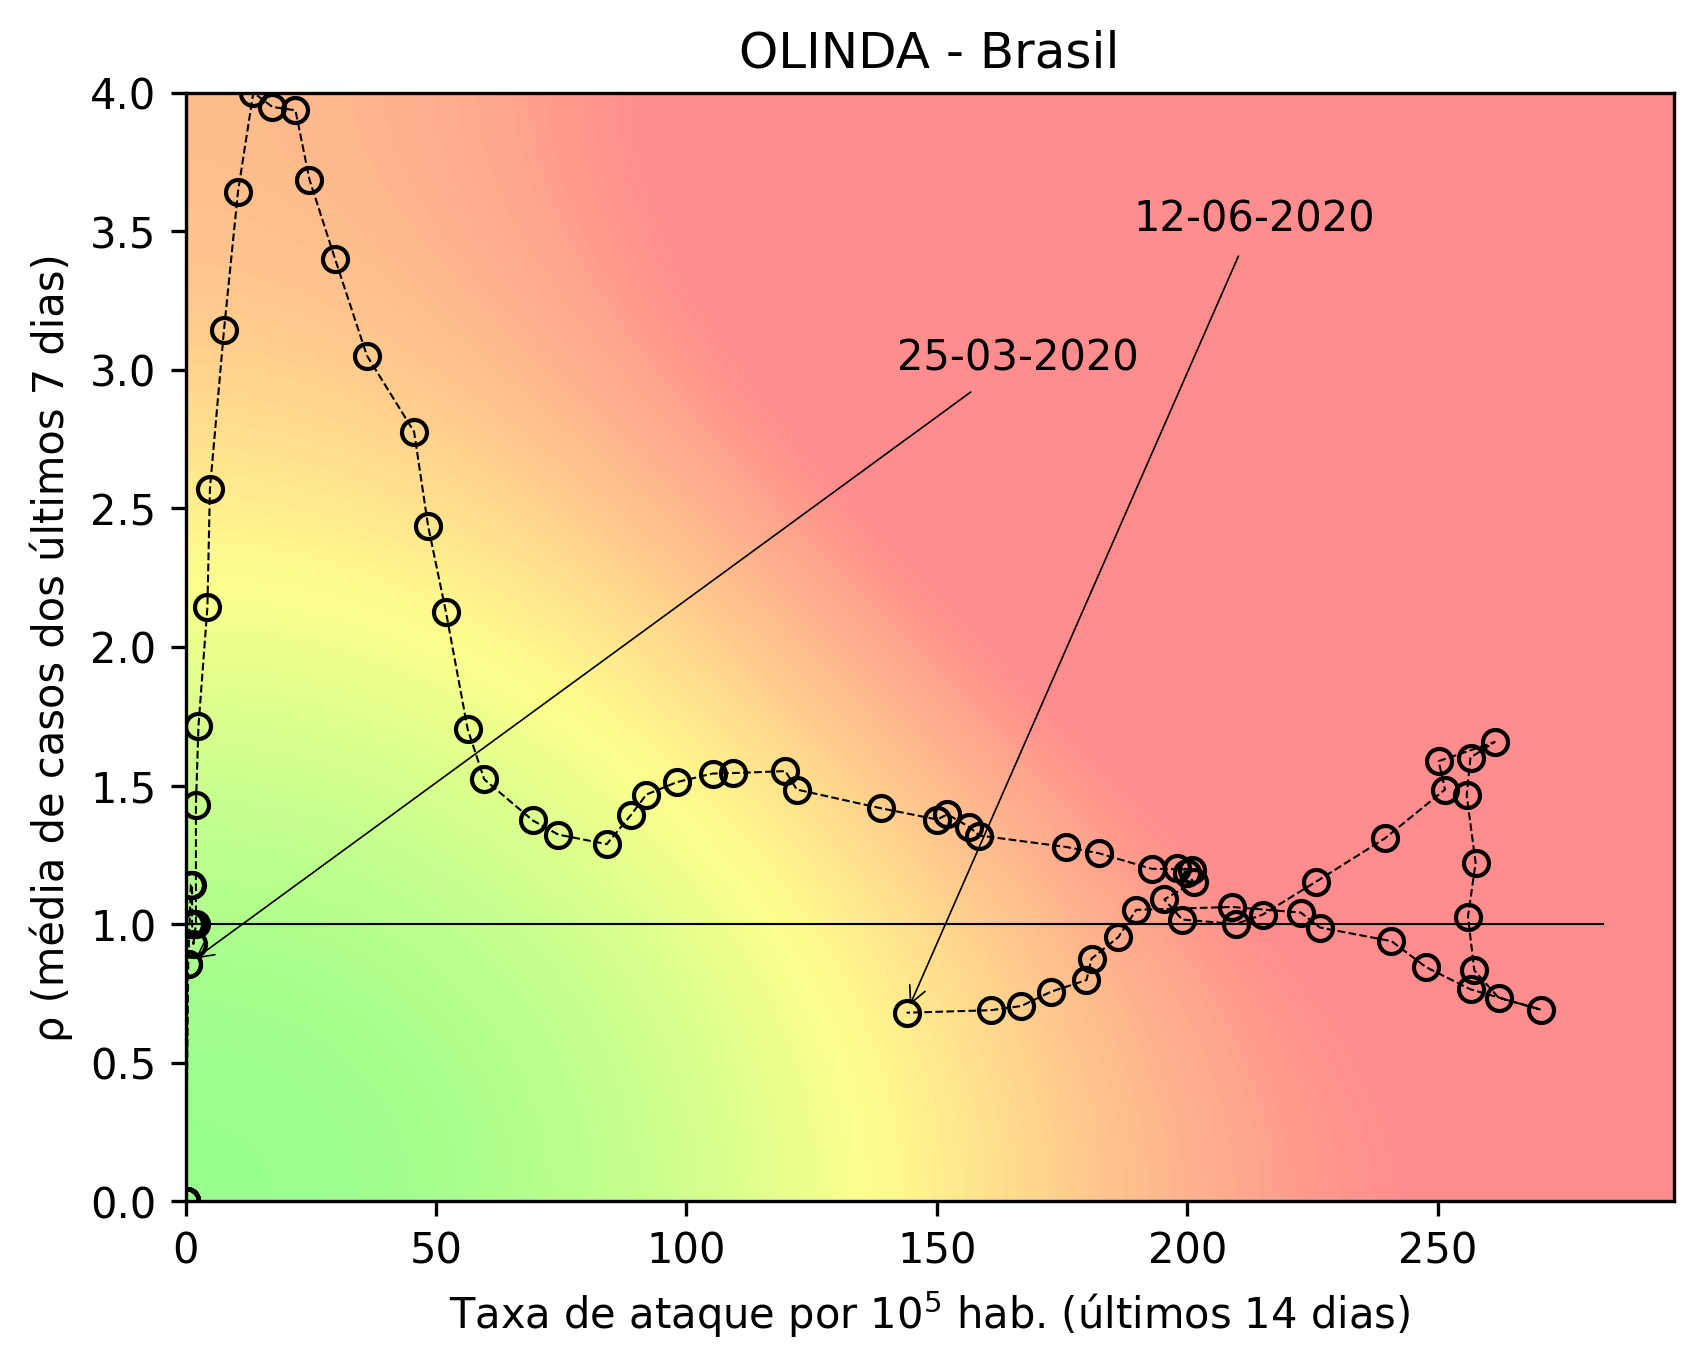 OLINDA - Brasil
4.0
3.5
3.0
2.5
2.0
1.5
1.0
0.5
0.0
ρ (média de casos dos últimos 7 dias)
12-06-2020
25-03-2020
0 50 100 150 200 250
Taxa de ataque por 10⁵ hab. (últimos 14 dias)